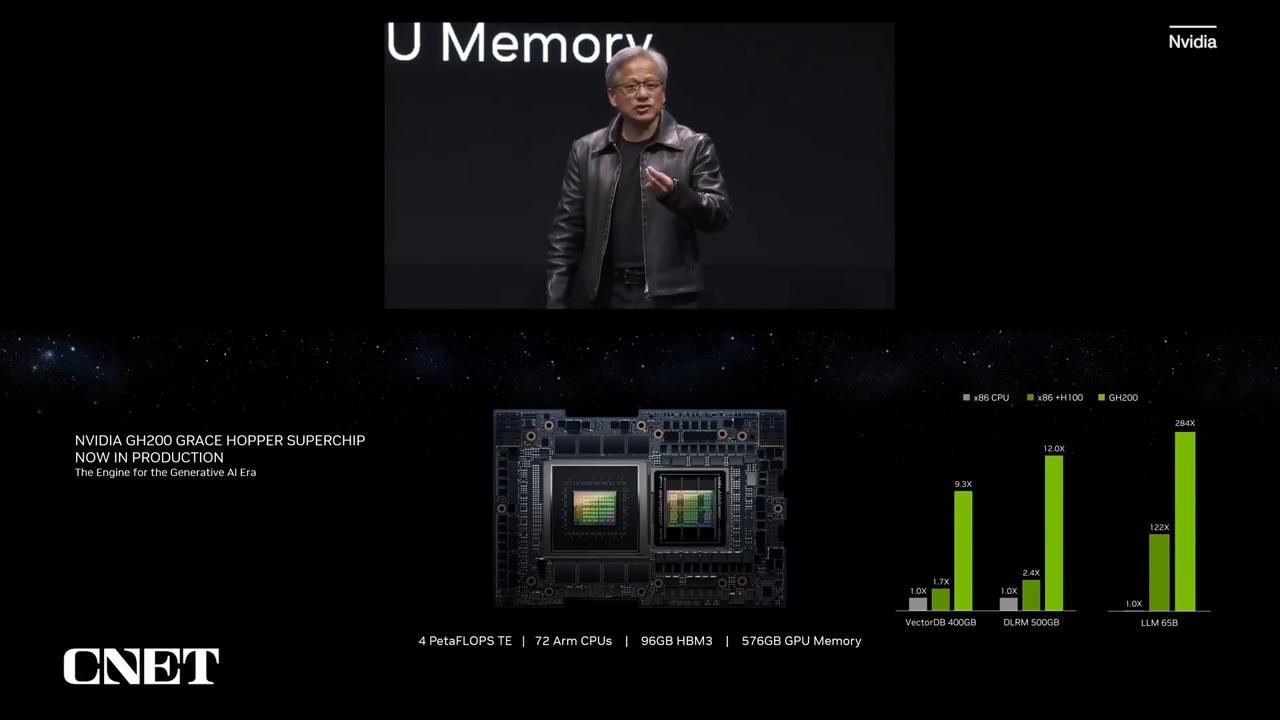 U Memory
Nvidia
NVIDIA GH200 GRACE HOPPER SUPERCHIP
NOW IN PRODUCTION
The Engine for the Generative AI Era
x86 CPU x86 +H100 GH200
1.0X 1.7X 9.3X
VectorDB 400GB
1.0X 2.4X 12.0X
DLRM 500GB
1.0X 122X 284X
LLM 65B
4 PetaFLOPS TE | 72 Arm CPUs | 96GB HBM3 | 576GB GPU Memory
CNET